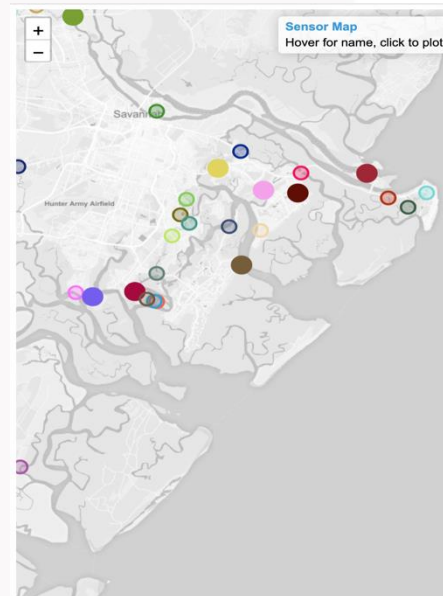 +
Sensor Map
−
Hover for name, click to plot
Savannah
Hunter Army Airfield